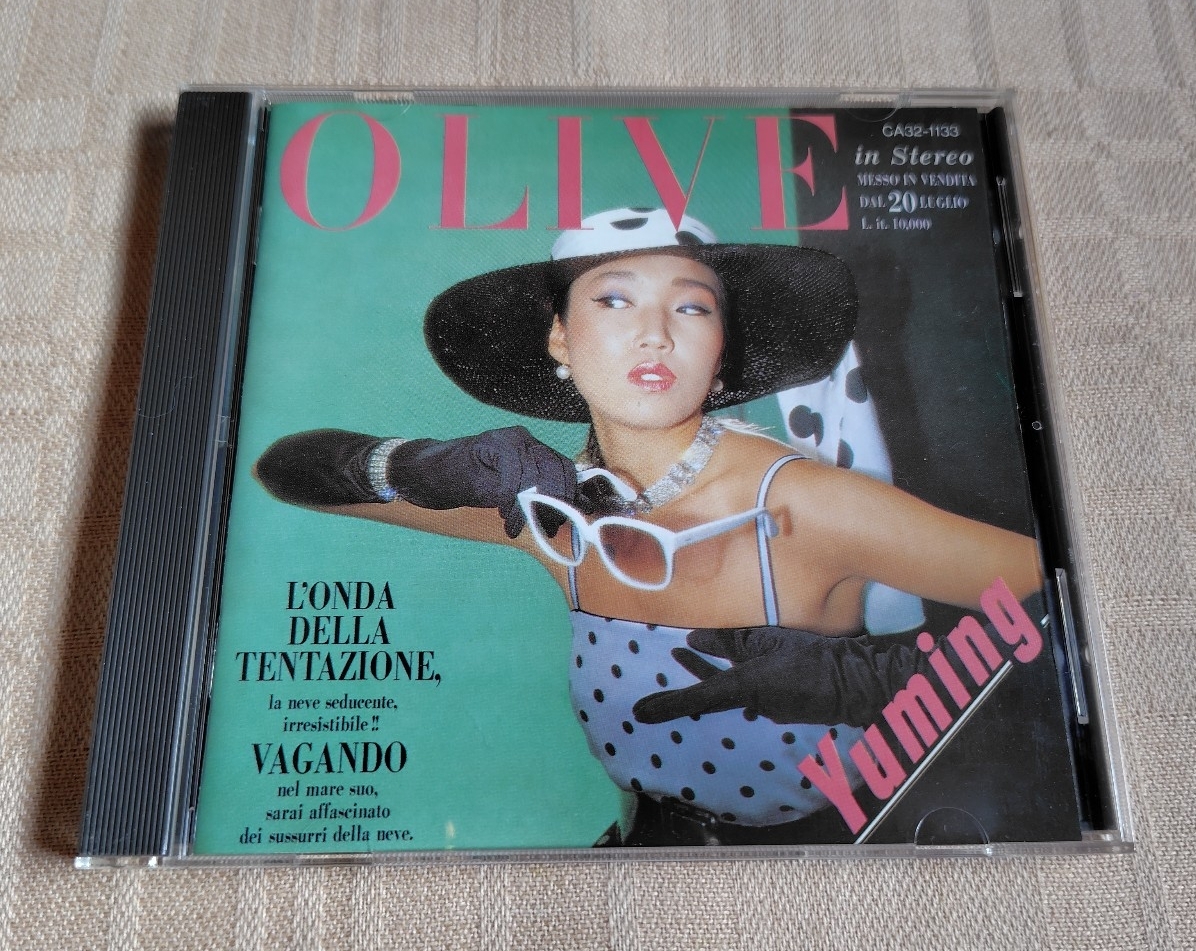 OLIVE
CA32-1133
in Stereo
MESSO IN VENDITA
DAL 20 LUGLIO
L. it. 10,000
L'ONDA
DELLA
TENTAZIONE,
la neve seducente,
irresistibile!!
VAGANDO
nel mare suo,
sarai affascinato
dei sussurri della neve.
Yuming